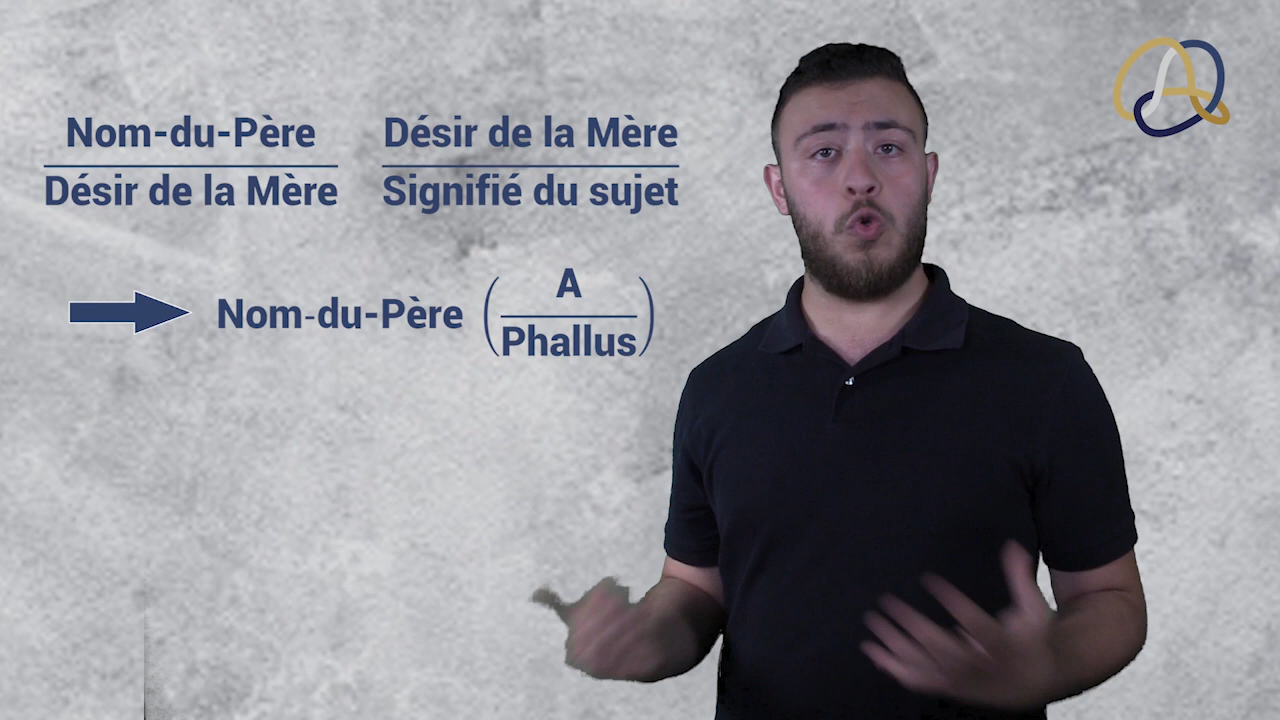 Nom-du-Père Désir de la Mère
Désir de la Mère Signifié du sujet
A
Nom-du-Père
Phallus